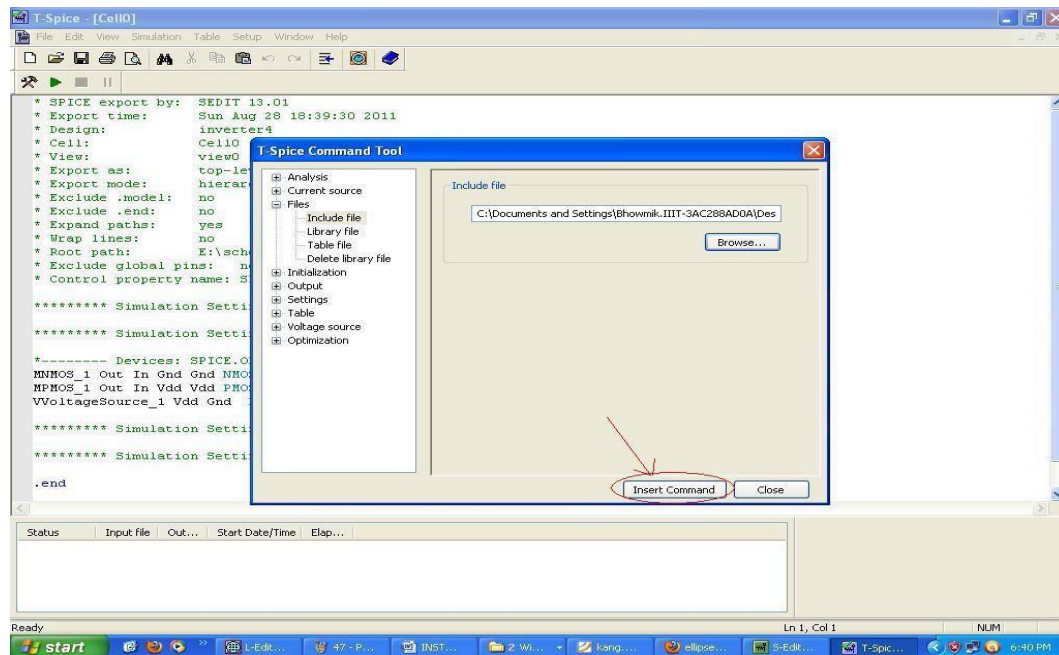 T-Spice - [Cell0]
File Edit View Simulation Table Setup Window Help
* SPICE export by: SEDIT 13.01
* Export time: Sun Aug 28 18:39:30 2011
* Design: inverter4
* Cell: Cell0
* View: view0
* Export as: top-le
* Export mode: hierar
* Exclude .model: no
* Exclude .end: no
* Expand paths: yes
* Wrap lines: no
* Root path: E:\sch
* Exclude global pins: n
* Control property name: S
********* Simulation Setti
********* Simulation Setti
*-------- Devices: SPICE.O
MNMOS_1 Out In Gnd Gnd NMO
MPMOS_1 Out In Vdd Vdd PMO
VVoltageSource_1 Vdd Gnd
********* Simulation Setti
********* Simulation Setti
.end
T-Spice Command Tool
Analysis
Current source
Files
Include file
Library file
Table file
Delete library file
Initialization
Output
Settings
Table
Voltage source
Optimization
Include file
C:\Documents and Settings\Bhowmik.IIIT-3AC288AD0A\Des
Browse...
Insert Command Close
Status Input file Out... Start Date/Time Elap...
Ready Ln 1, Col 1 NUM
start L-Edit... 47 - P... INST... 2 Wi... kang.... ellipse... S-Edit... T-Spic... 6:40 PM